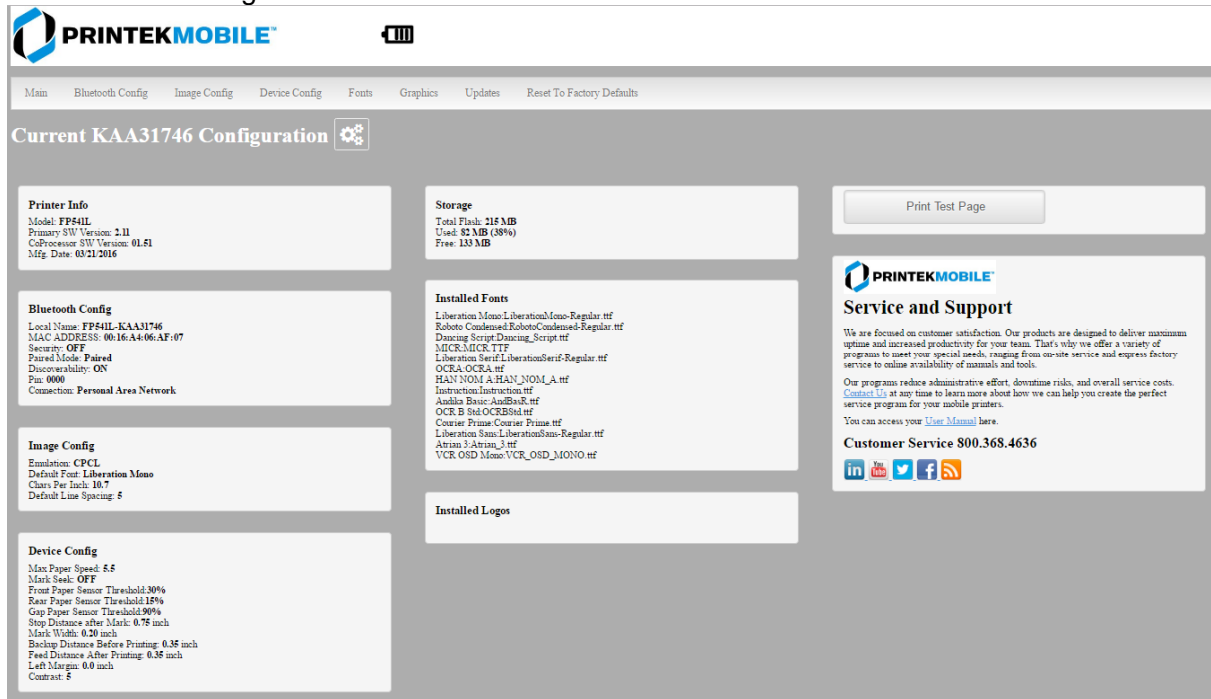 PRINTEKMOBILE
Main Bluetooth Config Image Config Device Config Fonts Graphics Updates Reset To Factory Defaults
Current KAA31746 Configuration
Printer Info
Model: FP541L
Primary SW Version: 2.11
CoProcessor SW Version: 01.51
Mfg. Date: 03/21/2016
Bluetooth Config
Local Name: FP541L-KAA31746
MAC ADDRESS: 00:16:A4:06:AF:07
Security: OFF
Paired Mode: Paired
Discoverability: ON
Pin: 0000
Connection: Personal Area Network
Image Config
Emulation: CPCL
Default Font: Liberation Mono
Chars Per Inch: 10.7
Default Line Spacing: 5
Device Config
Max Paper Speed: 5.5
Mark Seek: OFF
Front Paper Sensor Threshold:30%
Rear Paper Sensor Threshold:15%
Gap Paper Sensor Threshold:90%
Stop Distance after Mark: 0.75 inch
Mark Width: 0.20 inch
Backup Distance Before Printing: 0.35 inch
Feed Distance After Printing: 0.35 inch
Left Margin: 0.0 inch
Contrast: 5
Storage
Total Flash: 215 MB
Used: 82 MB (38%)
Free: 133 MB
Installed Fonts
Liberation Mono:LiberationMono-Regular.ttf
Roboto Condensed:RobotoCondensed-Regular.ttf
Dancing Script:Dancing_Script.ttf
MICR:MICR.TTF
Liberation Serif:LiberationSerif-Regular.ttf
OCRA:OCRA.ttf
HAN NOM A:HAN_NOM_A.ttf
Instruction:Instruction.ttf
Andika Basic:AndBasR.ttf
OCR B Std:OCRBStd.ttf
Courier Prime:Courier Prime.ttf
Liberation Sans:LiberationSans-Regular.ttf
Atrian 3:Atrian_3.ttf
VCR OSD Mono:VCR_OSD_MONO.ttf
Installed Logos
Print Test Page
PRINTEKMOBILE
Service and Support
We are focused on customer satisfaction. Our products are designed to deliver maximum
uptime and increased productivity for your team. That's why we offer a variety of
programs to meet your special needs, ranging from on-site service and express factory
service to online availability of manuals and tools.
Our programs reduce administrative effort, downtime risks, and overall service costs.
Contact Us at any time to learn more about how we can help you create the perfect
service program for your mobile printers.
You can access your User Manual here.
Customer Service 800.368.4636
in You Tube f